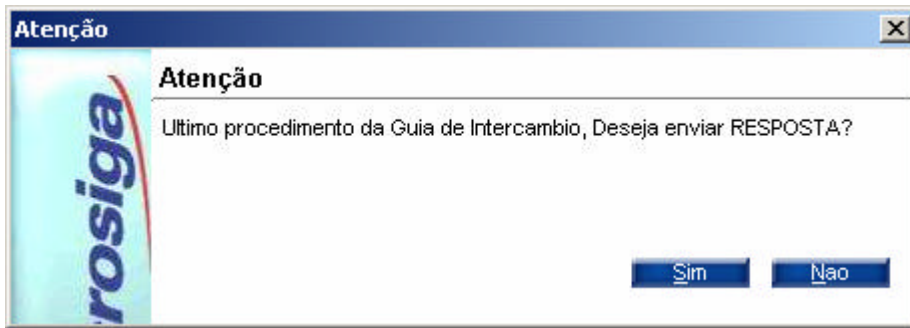 Atenção
Atenção
Ultimo procedimento da Guia de Intercambio, Deseja enviar RESPOSTA?
rosiga
Sim
Nao